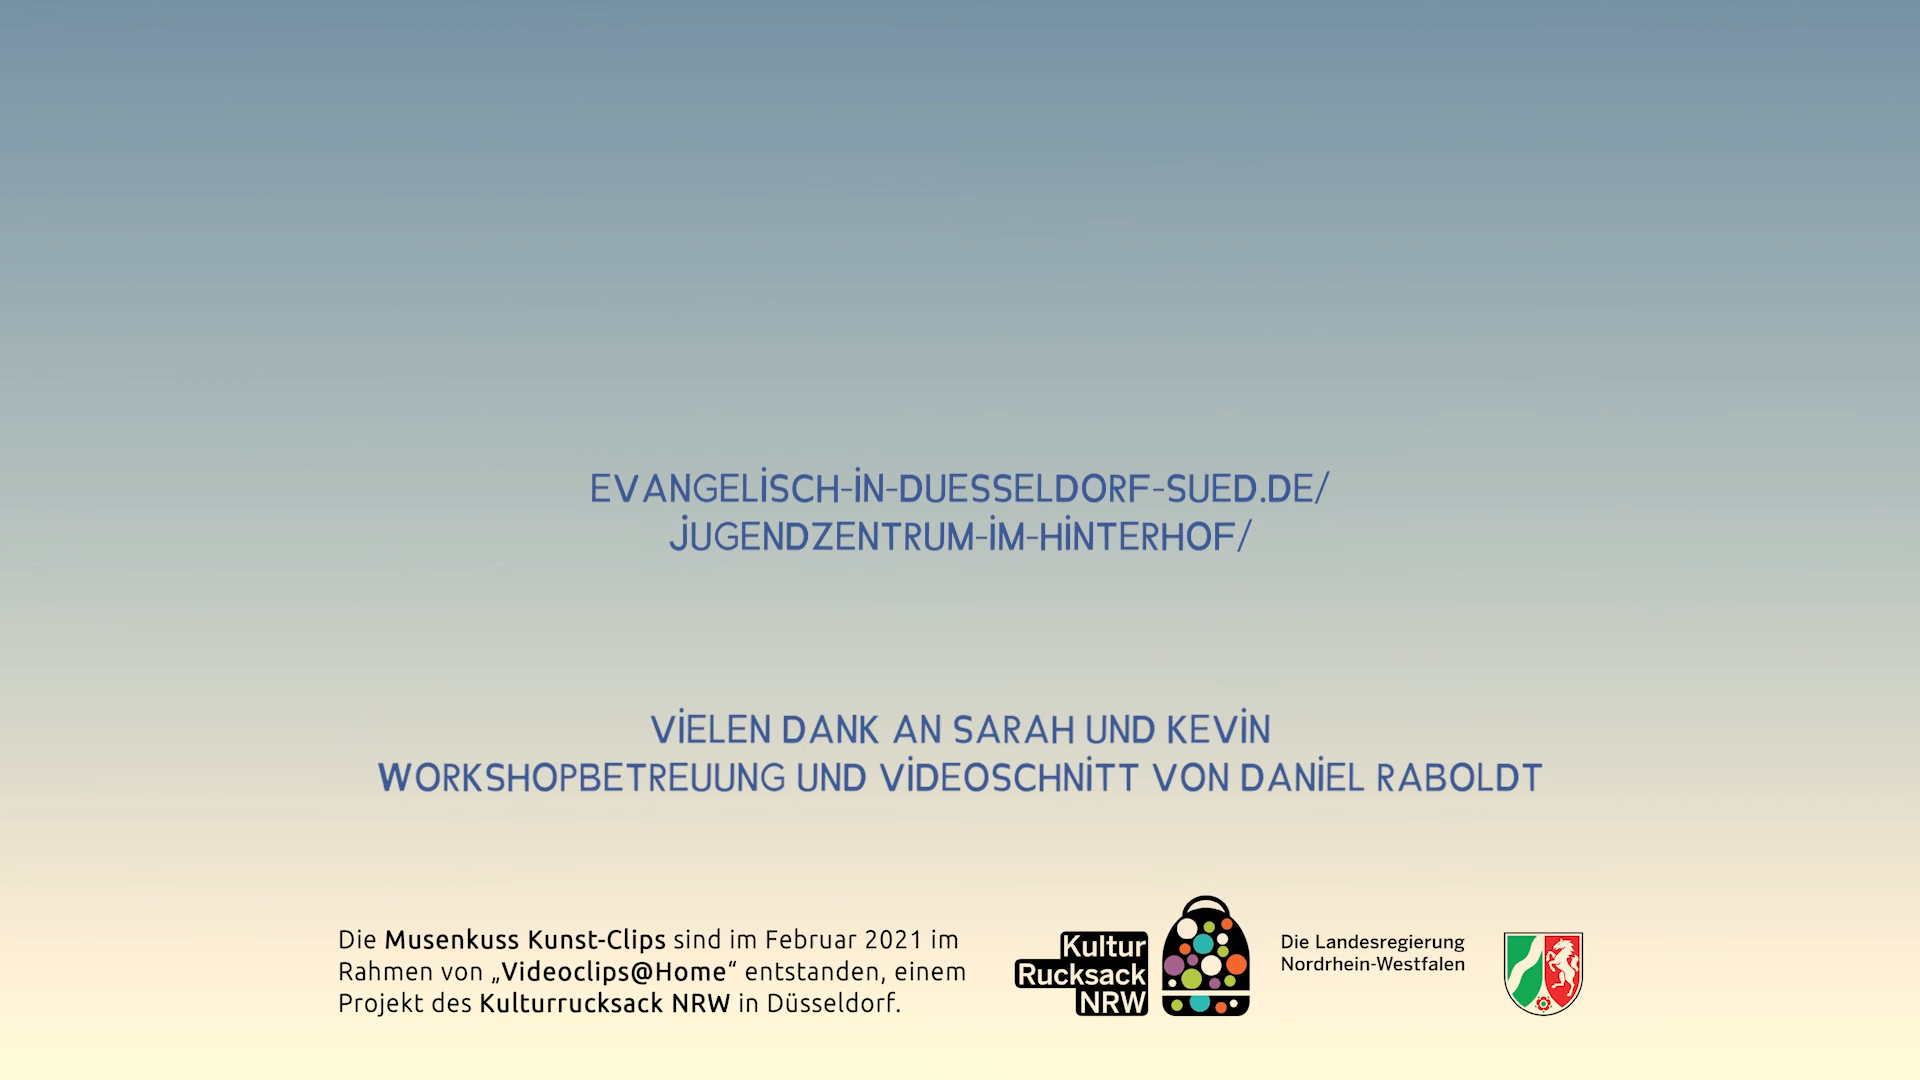 EVANGELISCH-IN-DUESSELDORF-SUED.DE/
JUGENDZENTRUM-IM-HINTERHOF/
VIELEN DANK AN SARAH UND KEVIN
WORKSHOPBETREUUNG UND VIDEOSCHNITT VON DANIEL RABOLDT
Die Musenkuss Kunst-Clips sind im Februar 2021 im
Rahmen von „Videoclips@Home“ entstanden, einem
Projekt des Kulturrucksack NRW in Düsseldorf.
Kultur
Rucksack
NRW
Die Landesregierung
Nordrhein-Westfalen